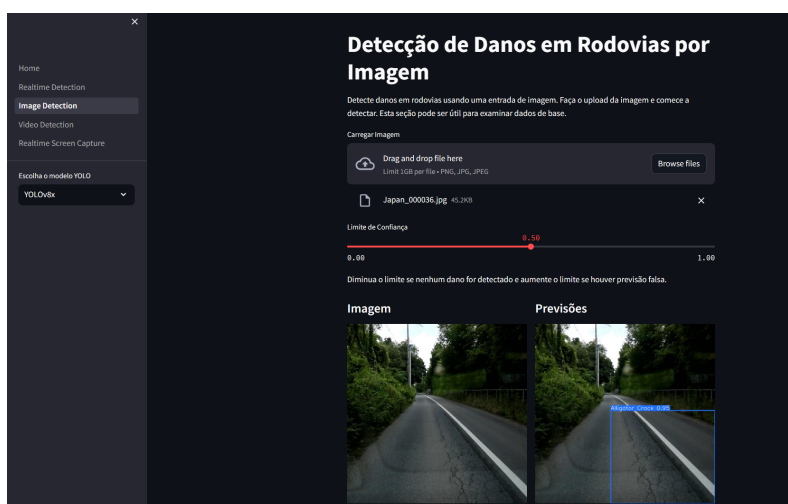 ×
Home
Realtime Detection
Image Detection
Video Detection
Realtime Screen Capture
Escolha o modelo YOLO
YOLOv8x
Detecção de Danos em Rodovias por
Imagem
Detecte danos em rodovias usando uma entrada de imagem. Faça o upload da imagem e comece a
detectar. Esta seção pode ser útil para examinar dados de base.
Carregar Imagem
Drag and drop file here
Limit 1GB per file • PNG, JPG, JPEG
Browse files
Japan_000036.jpg 45.2KB
×
Limite de Confiança
0.50
0.00 1.00
Diminua o limite se nenhum dano for detectado e aumente o limite se houver previsão falsa.
Imagem
Previsões
Alligator Crack 0.95